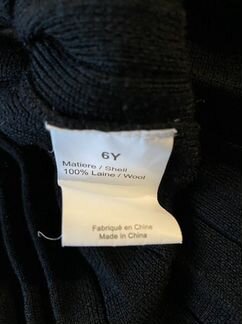 6Y
Matiere / Shell
100% Laine / Wool
Fabriqué en Chine
Made in China